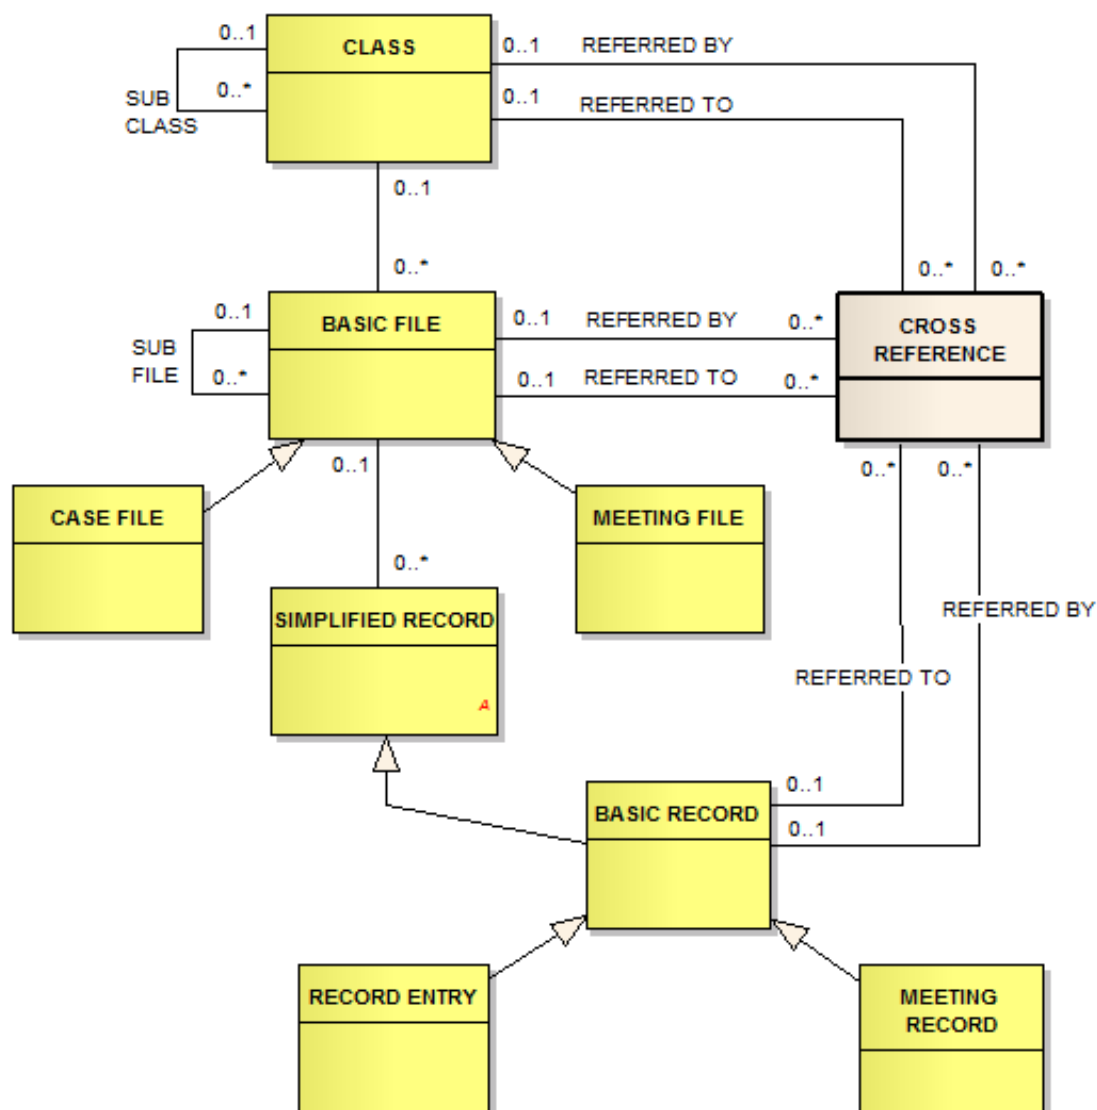 0..1
CLASS
0..1
REFERRED BY
0..*
SUB
CLASS
0..1
REFERRED TO
0..1
0..*
0..*
0..*
0..1
BASIC FILE
0..1
REFERRED BY
0..*
CROSS
REFERENCE
SUB
FILE
0..*
0..1
REFERRED TO
0..*
0..1
0..*
0..*
CASE FILE
MEETING FILE
0..*
SIMPLIFIED RECORD
A
REFERRED BY
REFERRED TO
0..1
BASIC RECORD
0..1
RECORD ENTRY
MEETING
RECORD